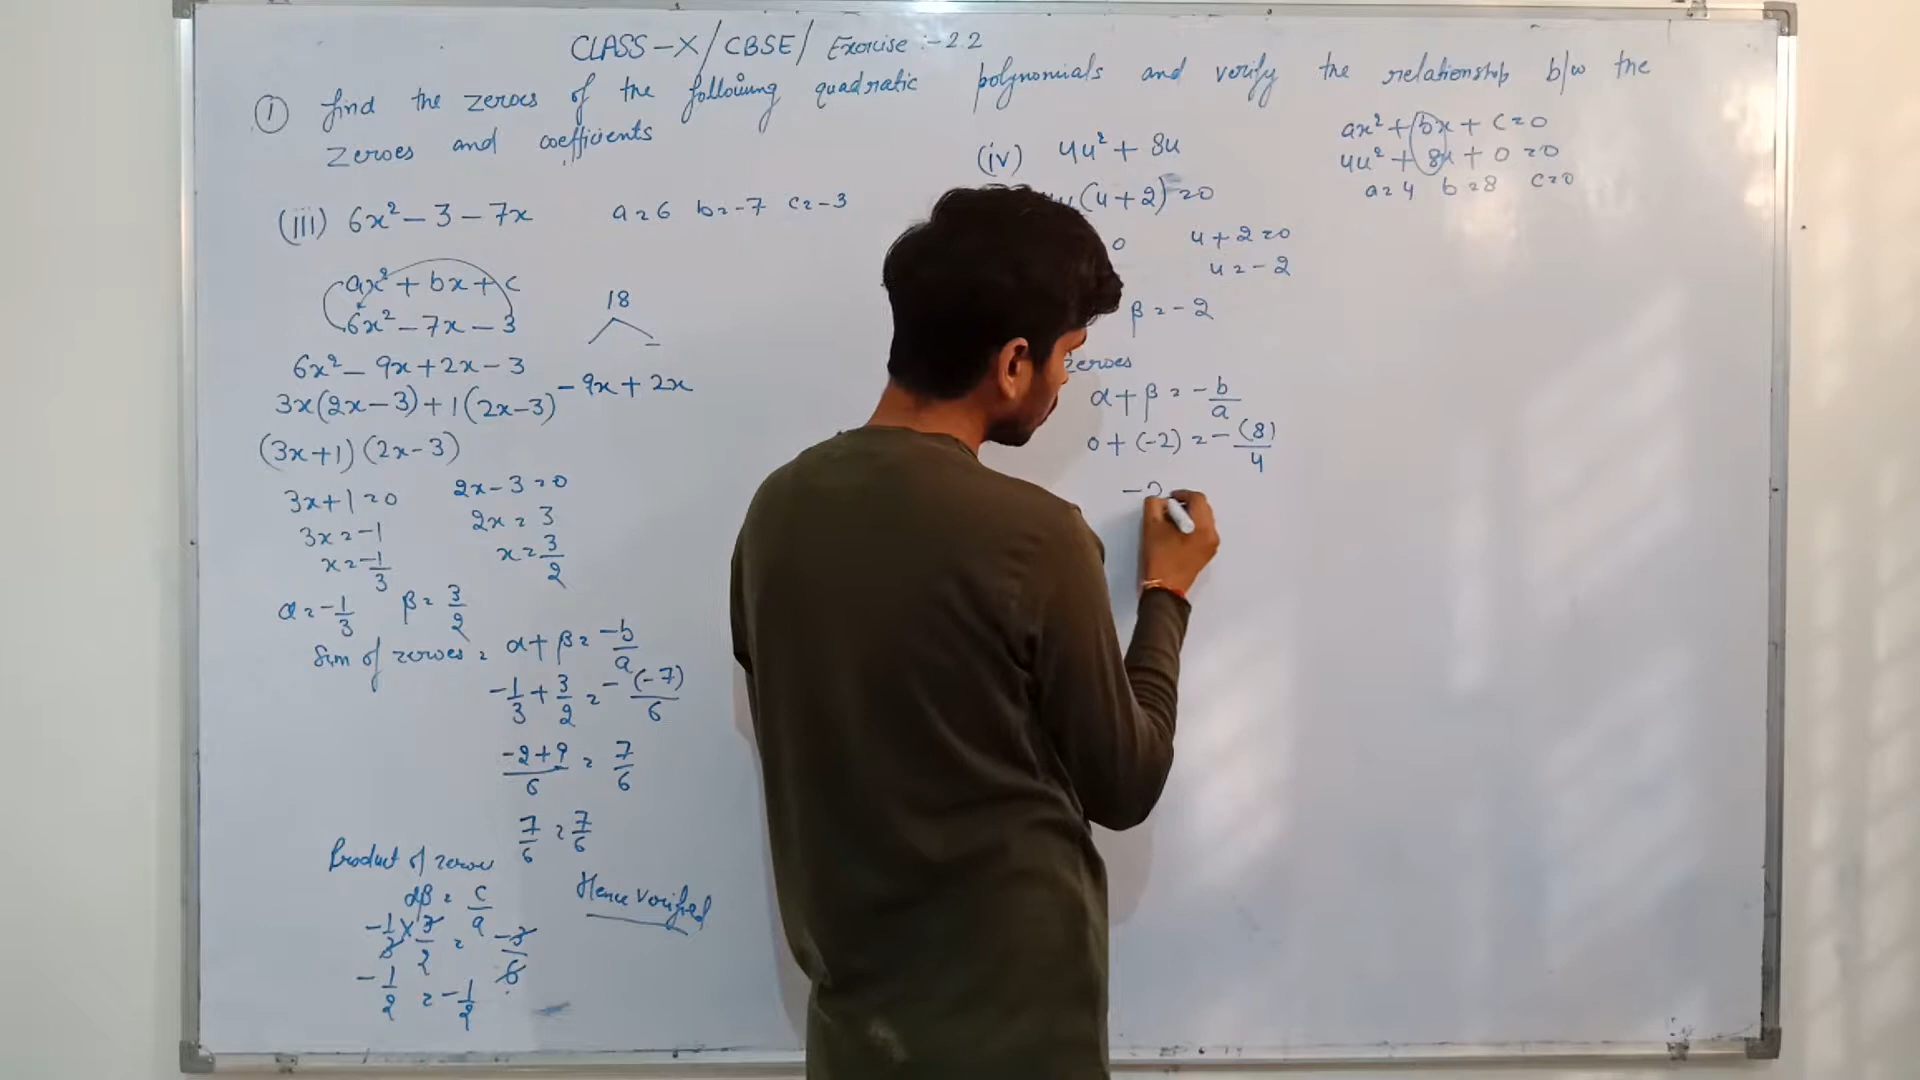 CLASS-X/CBSE/ Exercise :- 2.2
① find the zeroes of the following quadratic polynomials and verify the relationship b/w the
zeroes and coefficients
(iii) 6x² - 3 - 7x a = 6 b = -7 c = -3
ax² + bx + c
6x² - 7x - 3
18
6x² - 9x + 2x - 3
- 9x + 2x
3x(2x-3) + 1(2x-3)
(3x+1)(2x-3)
3x+1=0 2x-3=0
3x=-1 2x=3
x=-1/3 x=3/2
α=-1/3 β=3/2
Sum of zeroes = α+β = -b/a
-1/3 + 3/2 = -(-7)/6
-2+9/6 = 7/6
7/6 = 7/6
Product of zeroes
αβ = c/a
-1/3 × 3/2 = -3/6
-1/2 = -1/2
Hence verified
(iv) 4u² + 8u
(u+2)=0
0 u+2=0
u=-2
β=-2
zeroes
α+β = -b/a
0+(-2) = -(8)/4
-2
ax² + bx + c = 0
4u² + 8u + 0 = 0
a=4 b=8 c=0